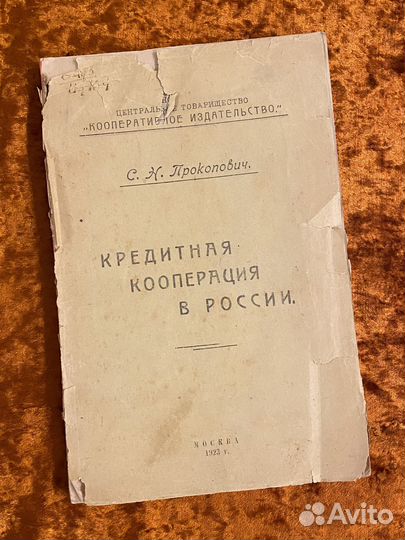 ЦЕНТРАЛЬНОЕ ТОВАРИЩЕСТВО
„КООПЕРАТИВНОЕ ИЗДАТЕЛЬСТВО."
С. Н. Прокопович.
КРЕДИТНАЯ
КООПЕРАЦИЯ
В РОССИИ.
МОСКВА
1923 г.
Avito